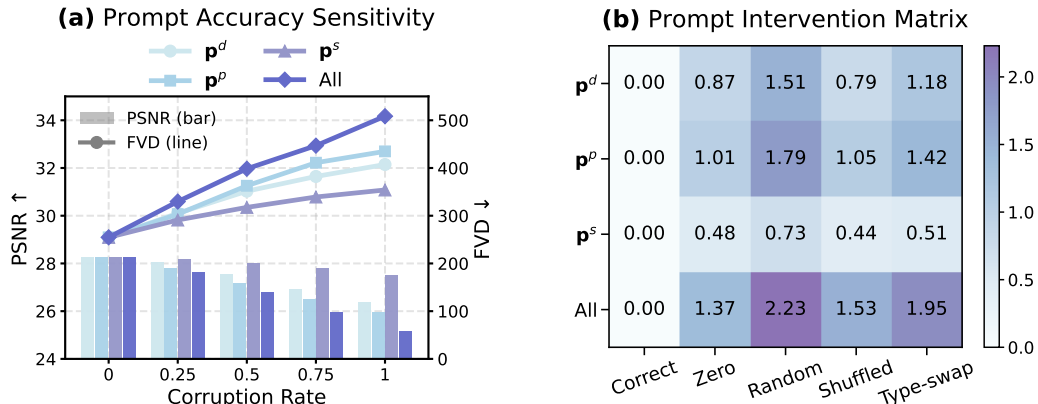 (a) Prompt Accuracy Sensitivity
p^d
p^s
p^p
All
PSNR (bar)
FVD (line)
PSNR ↑
34
32
30
28
26
24
500
400
300
200
100
0
FVD ↓
0 0.25 0.5 0.75 1
Corruption Rate
(b) Prompt Intervention Matrix
p^d 0.00 0.87 1.51 0.79 1.18
p^p 0.00 1.01 1.79 1.05 1.42
p^s 0.00 0.48 0.73 0.44 0.51
All 0.00 1.37 2.23 1.53 1.95
Correct Zero Random Shuffled Type-swap
2.0
1.5
1.0
0.5
0.0